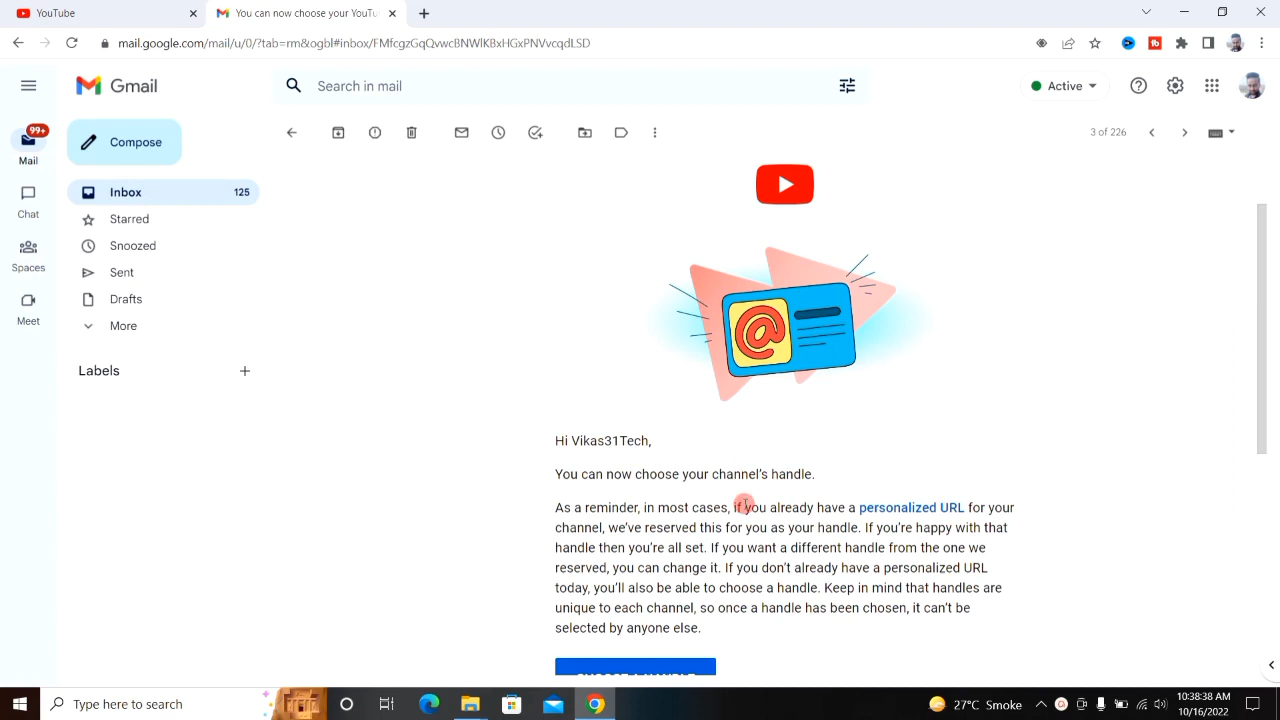 YouTube
You can now choose your YouTu
mail.google.com/mail/u/0/?tab=rm&ogbl#inbox/FMfcgzGqQvwcBNWlKBxHGxPNVvcqdLSD
Gmail
Search in mail
Active
99+
Mail
Compose
3 of 226
Inbox 125
Chat
Starred
Snoozed
Spaces
Sent
Drafts
Meet
More
Labels
@
Hi Vikas31Tech,
You can now choose your channel's handle.
As a reminder, in most cases, if you already have a personalized URL for your
channel, we've reserved this for you as your handle. If you're happy with that
handle then you're all set. If you want a different handle from the one we
reserved, you can change it. If you don't already have a personalized URL
today, you'll also be able to choose a handle. Keep in mind that handles are
unique to each channel, so once a handle has been chosen, it can't be
selected by anyone else.
CHOOSE A HANDLE
Type here to search
27°C Smoke
10:38:38 AM
10/16/2022